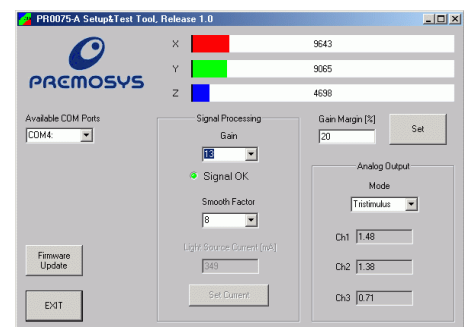 PR0075-A Setup&Test Tool, Release 1.0
X 9643
Y 9065
Z 4698
PREMOSYS
Available COM Ports
COM4:
Signal Processing
Gain
13
Signal OK
Smooth Factor
8
Light Source Current [mA]
349
Set Current
Gain Margin [%]
20
Set
Analog Output
Mode
Tristimulus
Ch1 1.48
Ch2 1.38
Ch3 0.71
Firmware
Update
EXIT